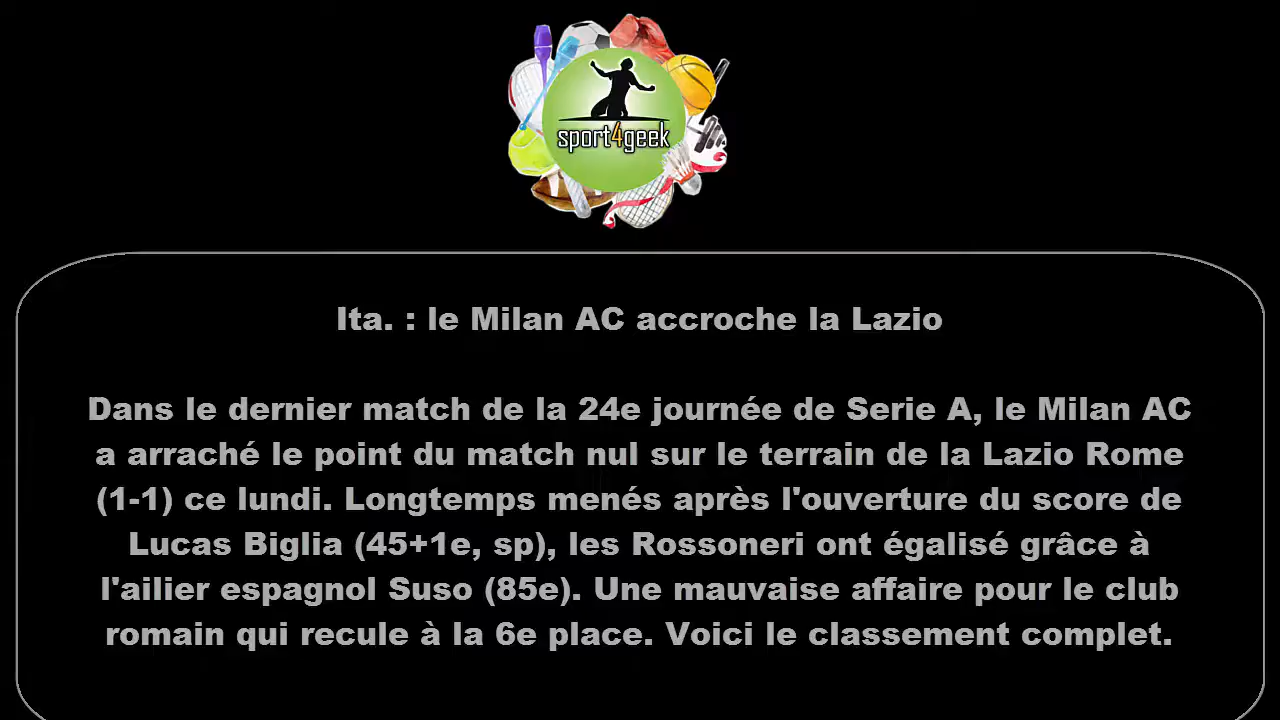 sport4geek
Ita. : le Milan AC accroche la Lazio
Dans le dernier match de la 24e journée de Serie A, le Milan AC
a arraché le point du match nul sur le terrain de la Lazio Rome
(1-1) ce lundi. Longtemps menés après l'ouverture du score de
Lucas Biglia (45+1e, sp), les Rossoneri ont égalisé grâce à
l'ailier espagnol Suso (85e). Une mauvaise affaire pour le club
romain qui recule à la 6e place. Voici le classement complet.